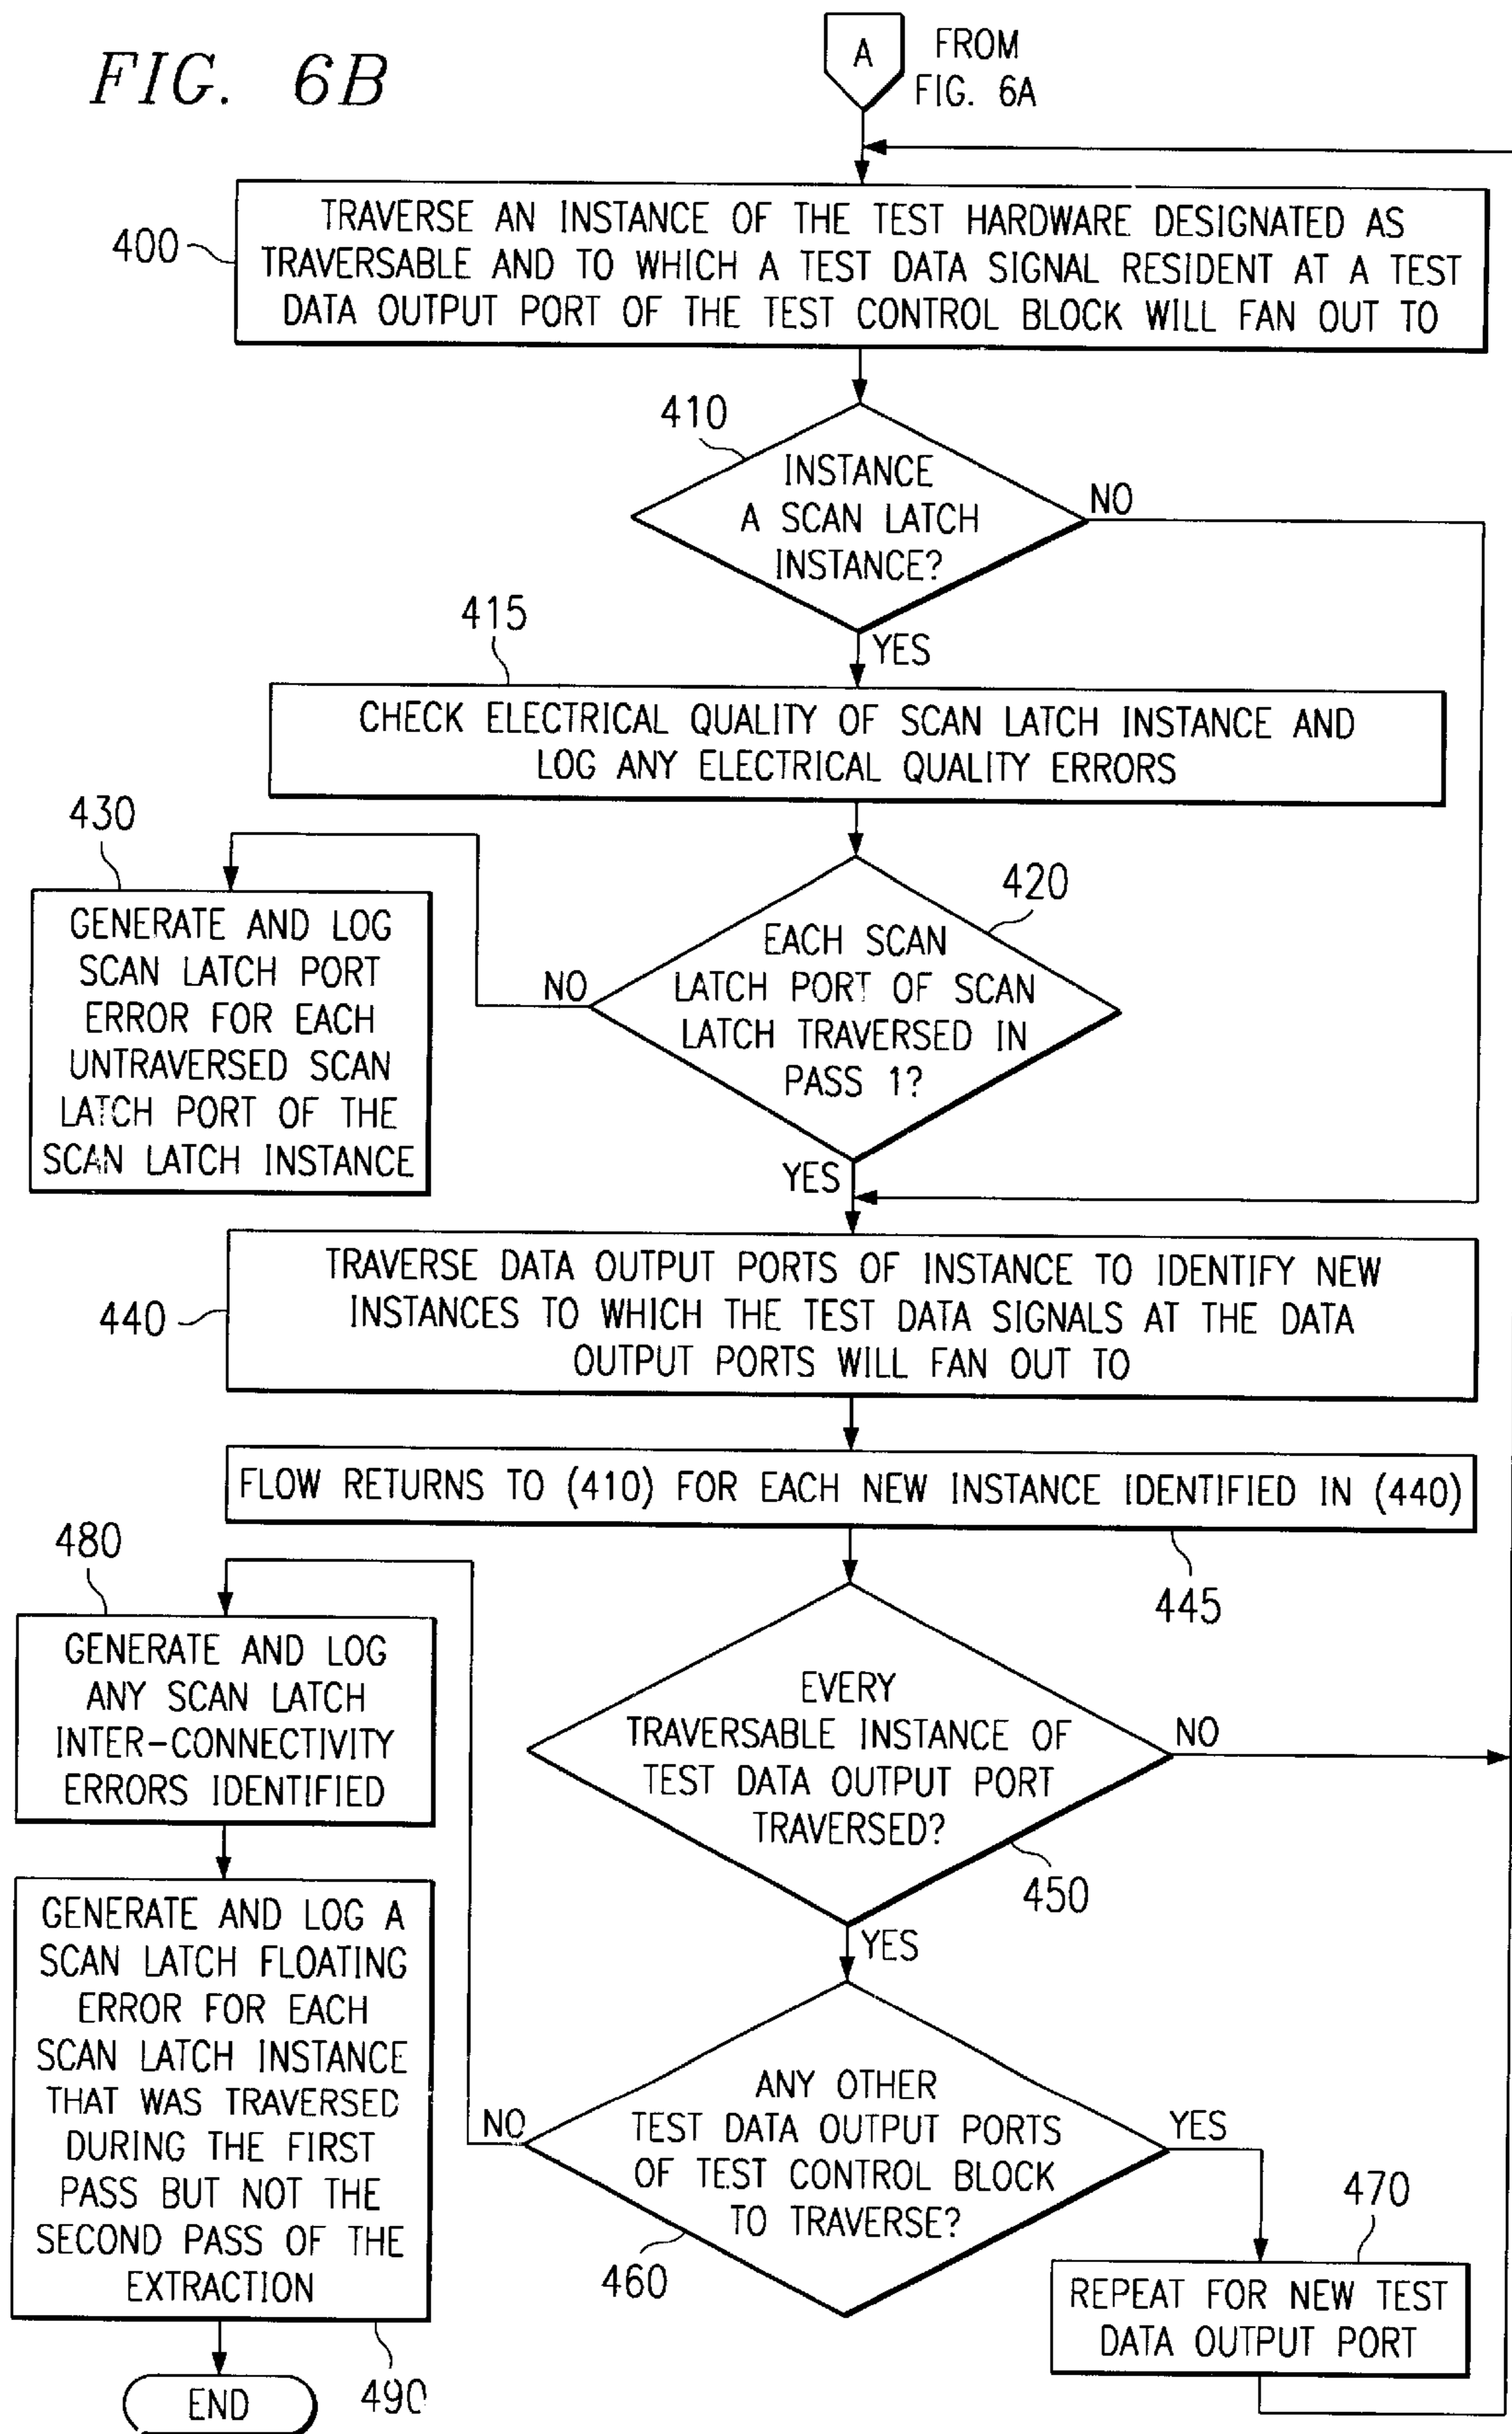 FIG. 6B
A
FROM
FIG. 6A
400
TRAVERSE AN INSTANCE OF THE TEST HARDWARE DESIGNATED AS
TRAVERSABLE AND TO WHICH A TEST DATA SIGNAL RESIDENT AT A TEST
DATA OUTPUT PORT OF THE TEST CONTROL BLOCK WILL FAN OUT TO
410
INSTANCE
A SCAN LATCH
INSTANCE?
NO
YES
415
CHECK ELECTRICAL QUALITY OF SCAN LATCH INSTANCE AND
LOG ANY ELECTRICAL QUALITY ERRORS
420
EACH SCAN
LATCH PORT OF SCAN
LATCH TRAVERSED IN
PASS 1?
NO
YES
430
GENERATE AND LOG
SCAN LATCH PORT
ERROR FOR EACH
UNTRAVERSED SCAN
LATCH PORT OF THE
SCAN LATCH INSTANCE
440
TRAVERSE DATA OUTPUT PORTS OF INSTANCE TO IDENTIFY NEW
INSTANCES TO WHICH THE TEST DATA SIGNALS AT THE DATA
OUTPUT PORTS WILL FAN OUT TO
FLOW RETURNS TO (410) FOR EACH NEW INSTANCE IDENTIFIED IN (440)
445
EVERY
TRAVERSABLE INSTANCE OF
TEST DATA OUTPUT PORT
TRAVERSED?
NO
450
YES
ANY OTHER
TEST DATA OUTPUT PORTS
OF TEST CONTROL BLOCK
TO TRAVERSE?
NO
YES
460
470
REPEAT FOR NEW TEST
DATA OUTPUT PORT
480
GENERATE AND LOG
ANY SCAN LATCH
INTER-CONNECTIVITY
ERRORS IDENTIFIED
GENERATE AND LOG A
SCAN LATCH FLOATING
ERROR FOR EACH
SCAN LATCH INSTANCE
THAT WAS TRAVERSED
DURING THE FIRST
PASS BUT NOT THE
SECOND PASS OF THE
EXTRACTION
490
END